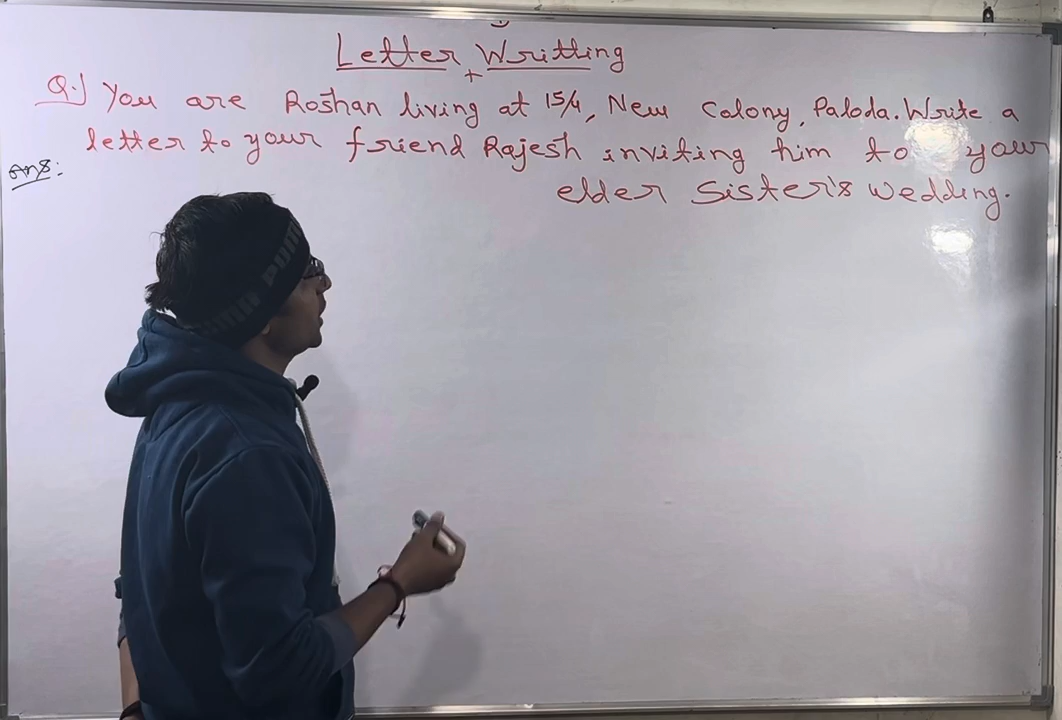 Letter Writting
Q.) You are Roshan living at 15/4, New Colony, Paloda. Write a
letter to your friend Rajesh inviting him to your
elder Sister's wedding.
Ans: